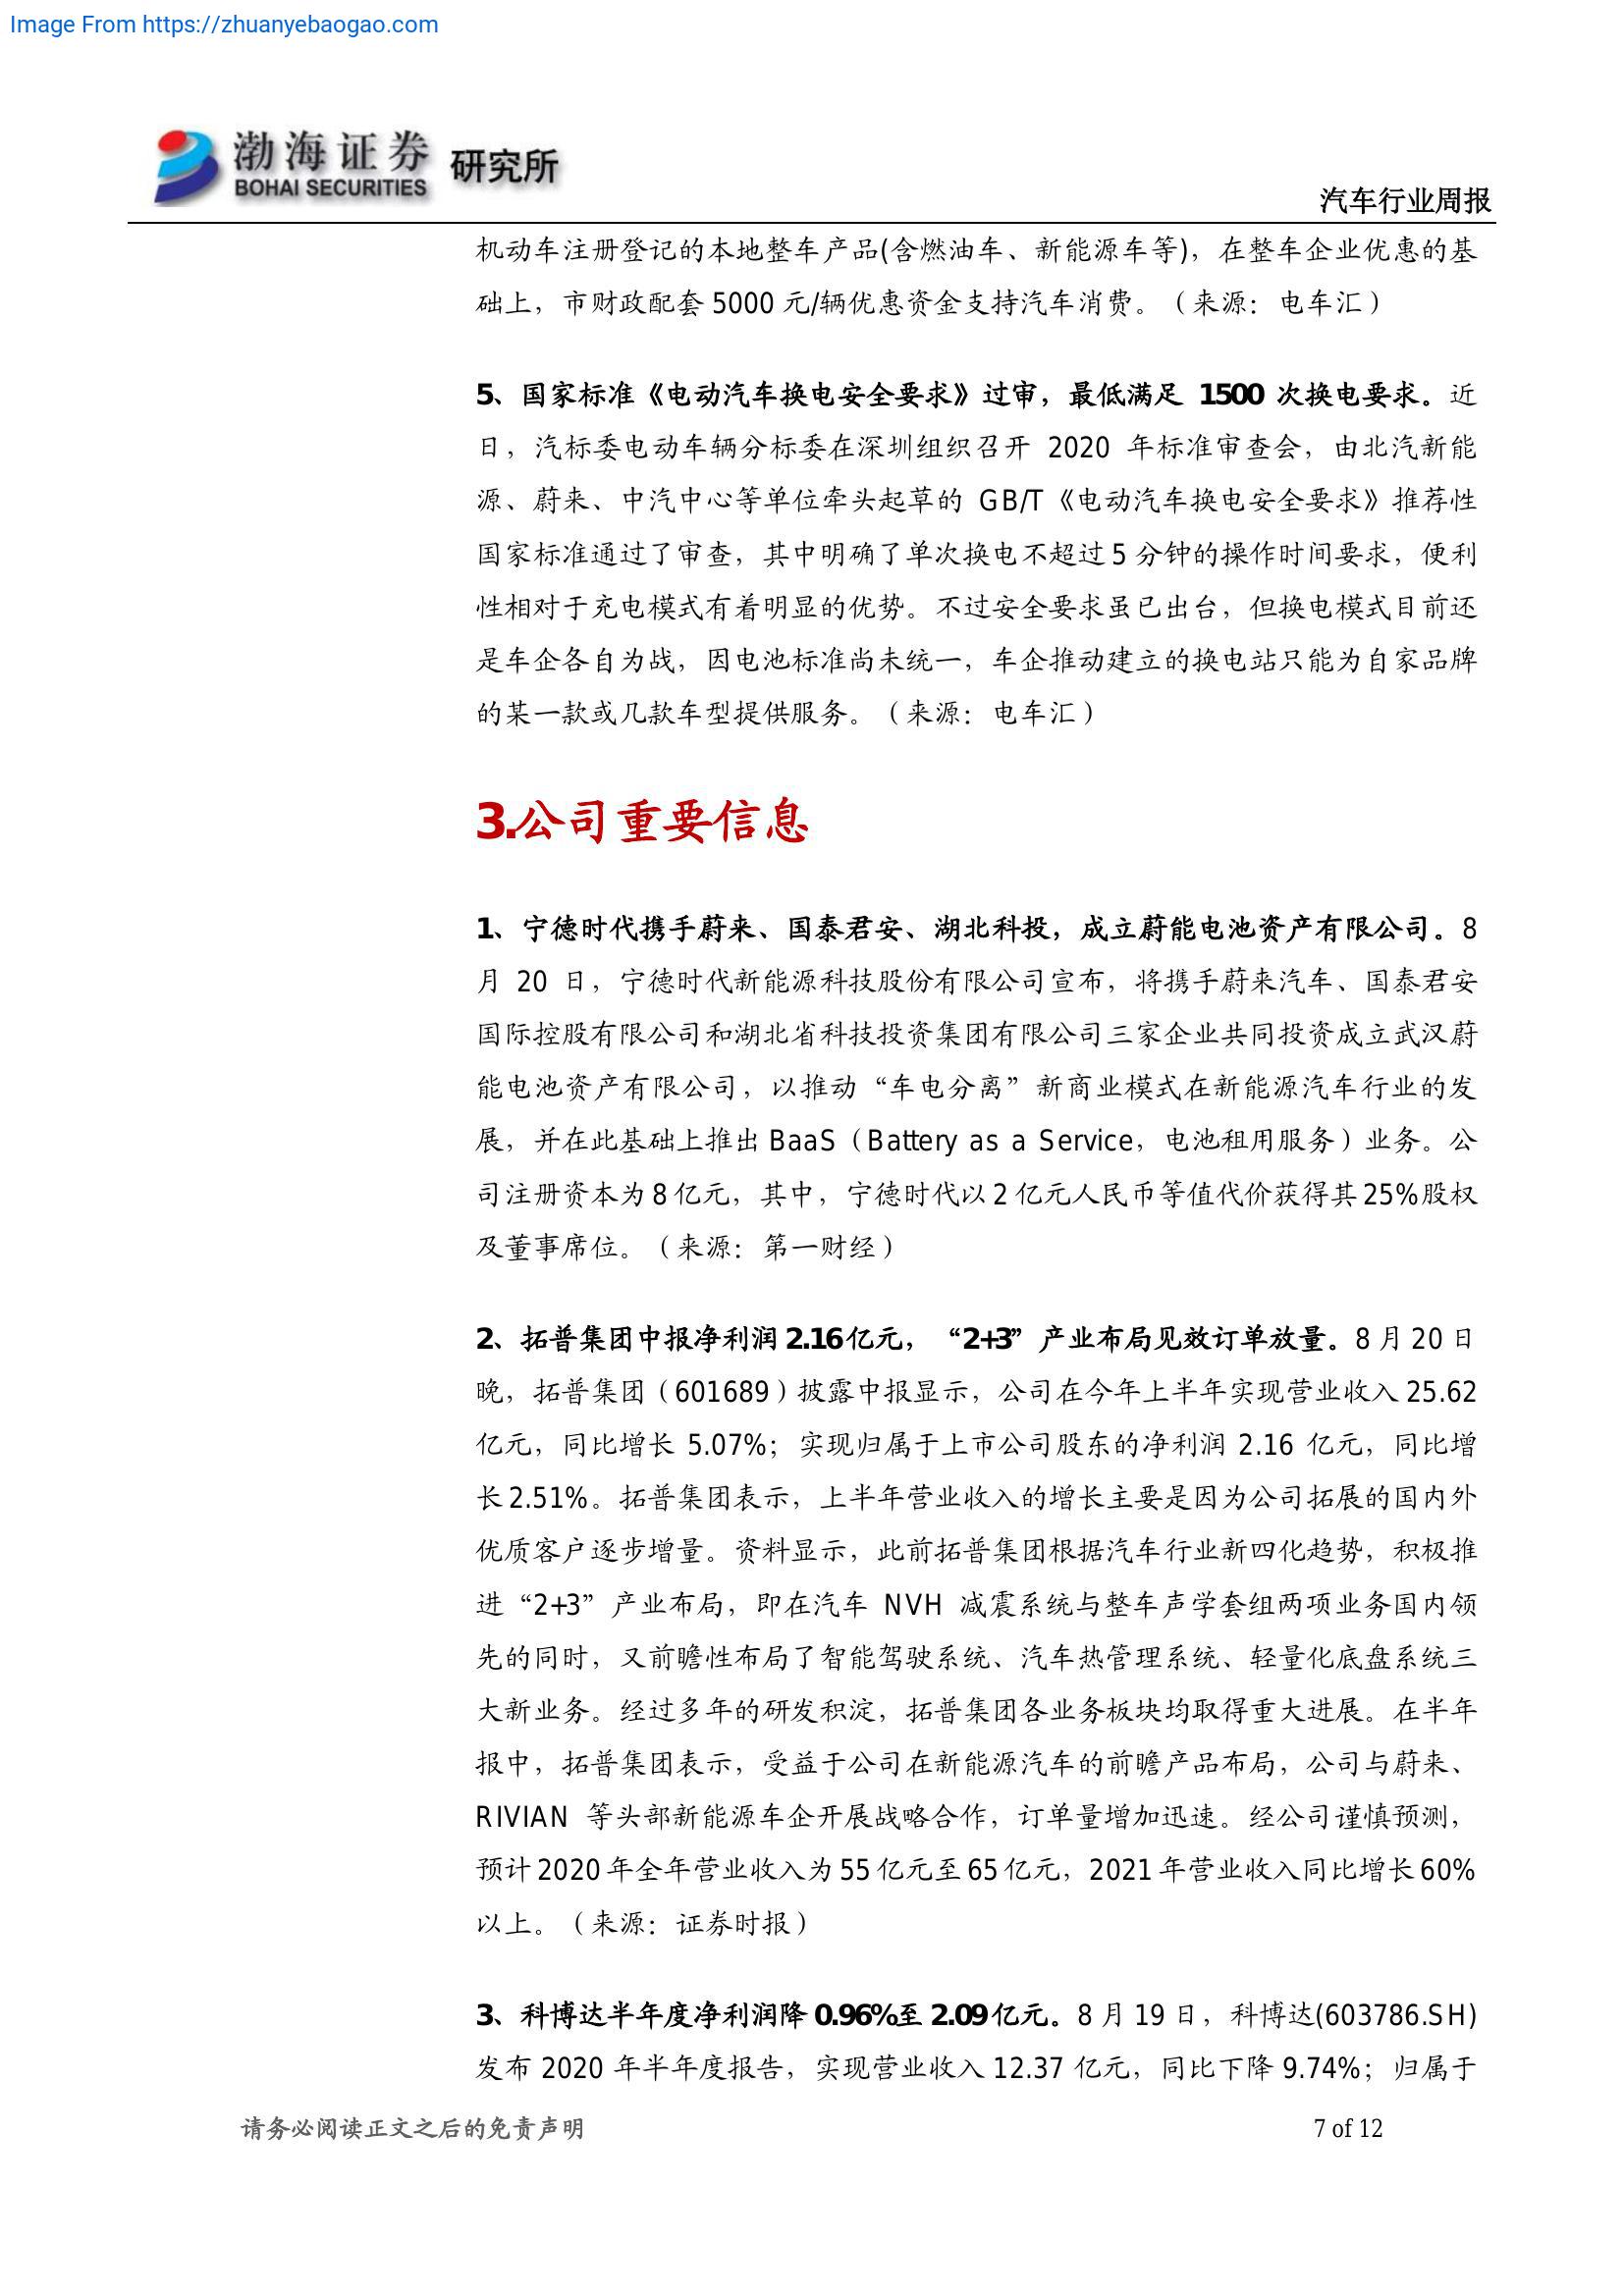 Image From https://zhuanyebaogao.com
渤海证券
BOHAI SECURITIES
研究所
汽车行业周报
机动车注册登记的本地整车产品(含燃油车、新能源车等)，在整车企业优惠的基
础上，市财政配套 5000 元/辆优惠资金支持汽车消费。（来源：电车汇）
5、国家标准《电动汽车换电安全要求》过审，最低满足 1500 次换电要求。近
日，汽标委电动车辆分标委在深圳组织召开 2020 年标准审查会，由北汽新能
源、蔚来、中汽中心等单位牵头起草的 GB/T《电动汽车换电安全要求》推荐性
国家标准通过了审查，其中明确了单次换电不超过 5 分钟的操作时间要求，便利
性相对于充电模式有着明显的优势。不过安全要求虽已出台，但换电模式目前还
是车企各自为战，因电池标准尚未统一，车企推动建立的换电站只能为自家品牌
的某一款或几款车型提供服务。（来源：电车汇）
3.公司重要信息
1、宁德时代携手蔚来、国泰君安、湖北科投，成立蔚能电池资产有限公司。8
月 20 日，宁德时代新能源科技股份有限公司宣布，将携手蔚来汽车、国泰君安
国际控股有限公司和湖北省科技投资集团有限公司三家企业共同投资成立武汉蔚
能电池资产有限公司，以推动“车电分离”新商业模式在新能源汽车行业的发
展，并在此基础上推出 BaaS（Battery as a Service，电池租用服务）业务。公
司注册资本为 8 亿元，其中，宁德时代以 2 亿元人民币等值代价获得其 25%股权
及董事席位。（来源：第一财经）
2、拓普集团中报净利润 2.16 亿元，“2+3”产业布局见效订单放量。8 月 20 日
晚，拓普集团（601689）披露中报显示，公司在今年上半年实现营业收入 25.62
亿元，同比增长 5.07%；实现归属于上市公司股东的净利润 2.16 亿元，同比增
长 2.51%。拓普集团表示，上半年营业收入的增长主要是因为公司拓展的国内外
优质客户逐步增量。资料显示，此前拓普集团根据汽车行业新四化趋势，积极推
进“2+3”产业布局，即在汽车 NVH 减震系统与整车声学套组两项业务国内领
先的同时，又前瞻性布局了智能驾驶系统、汽车热管理系统、轻量化底盘系统三
大新业务。经过多年的研发积淀，拓普集团各业务板块均取得重大进展。在半年
报中，拓普集团表示，受益于公司在新能源汽车的前瞻产品布局，公司与蔚来、
RIVIAN 等头部新能源车企开展战略合作，订单量增加迅速。经公司谨慎预测，
预计 2020 年全年营业收入为 55 亿元至 65 亿元，2021 年营业收入同比增长 60%
以上。（来源：证券时报）
3、科博达半年度净利润降 0.96%至 2.09 亿元。8 月 19 日，科博达(603786.SH)
发布 2020 年半年度报告，实现营业收入 12.37 亿元，同比下降 9.74%；归属于
请务必阅读正文之后的免责声明
7 of 12